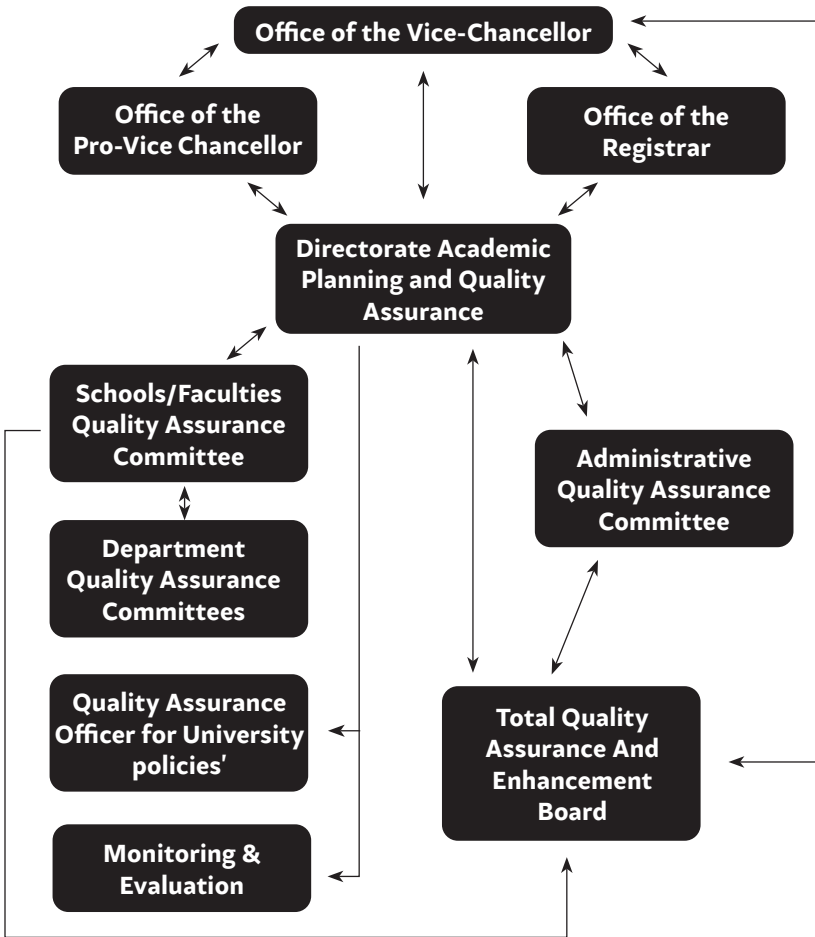 Office of the Vice-Chancellor
Office of the
Pro-Vice Chancellor
Office of the
Registrar
Directorate Academic
Planning and Quality
Assurance
Schools/Faculties
Quality Assurance
Committee
Administrative
Quality Assurance
Committee
Department
Quality Assurance
Committees
Quality Assurance
Officer for University
policies'
Total Quality
Assurance And
Enhancement
Board
Monitoring &
Evaluation